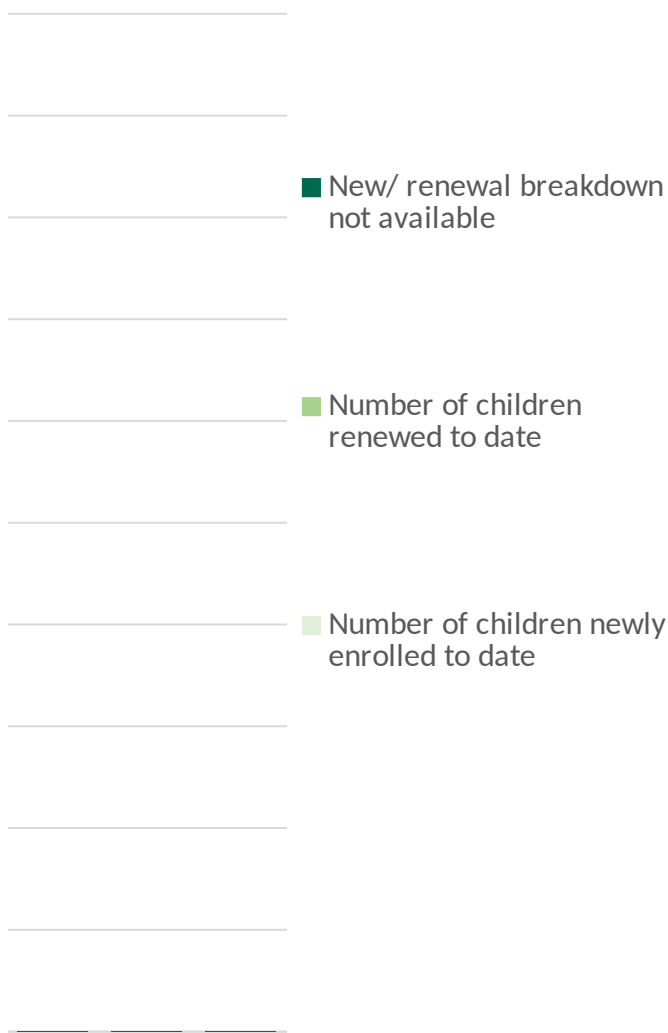 New/ renewal breakdown
not available
Number of children
renewed to date
Number of children newly
enrolled to date